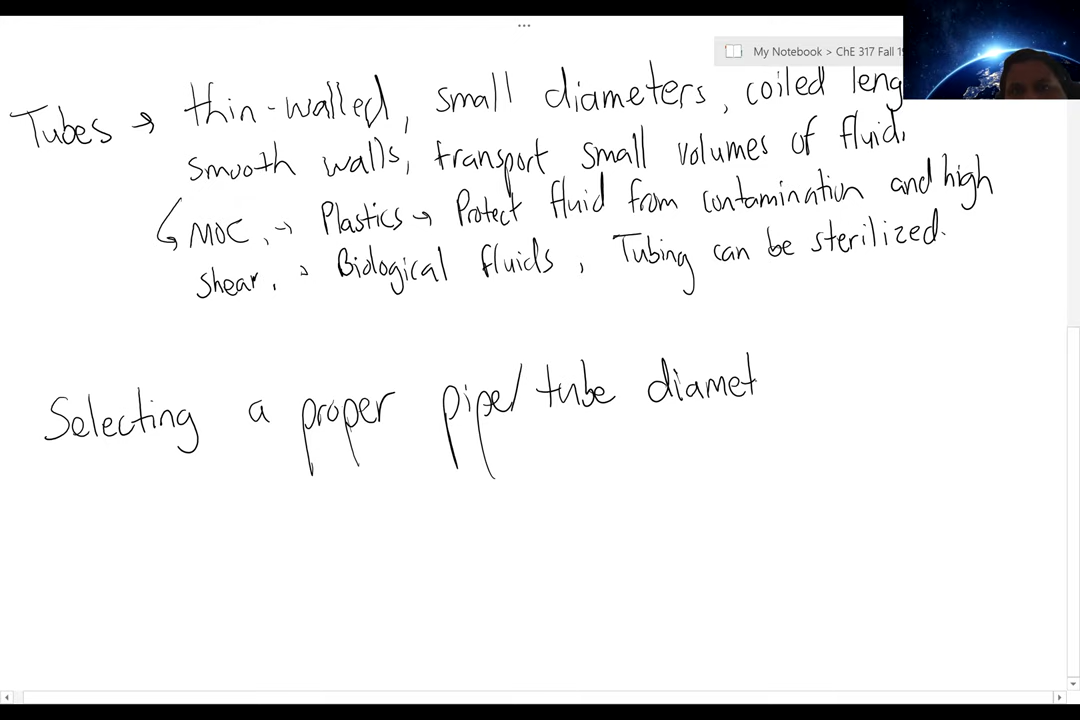 My Notebook > ChE 317 Fall 1
Tubes → thin-walled, small diameters, coiled leng
smooth walls, transport small volumes of fluid.
↳ MOC. → Plastics → Protect fluid from contamination and high
shear. → Biological fluids, Tubing can be sterilized.
Selecting a proper pipe/tube diamet